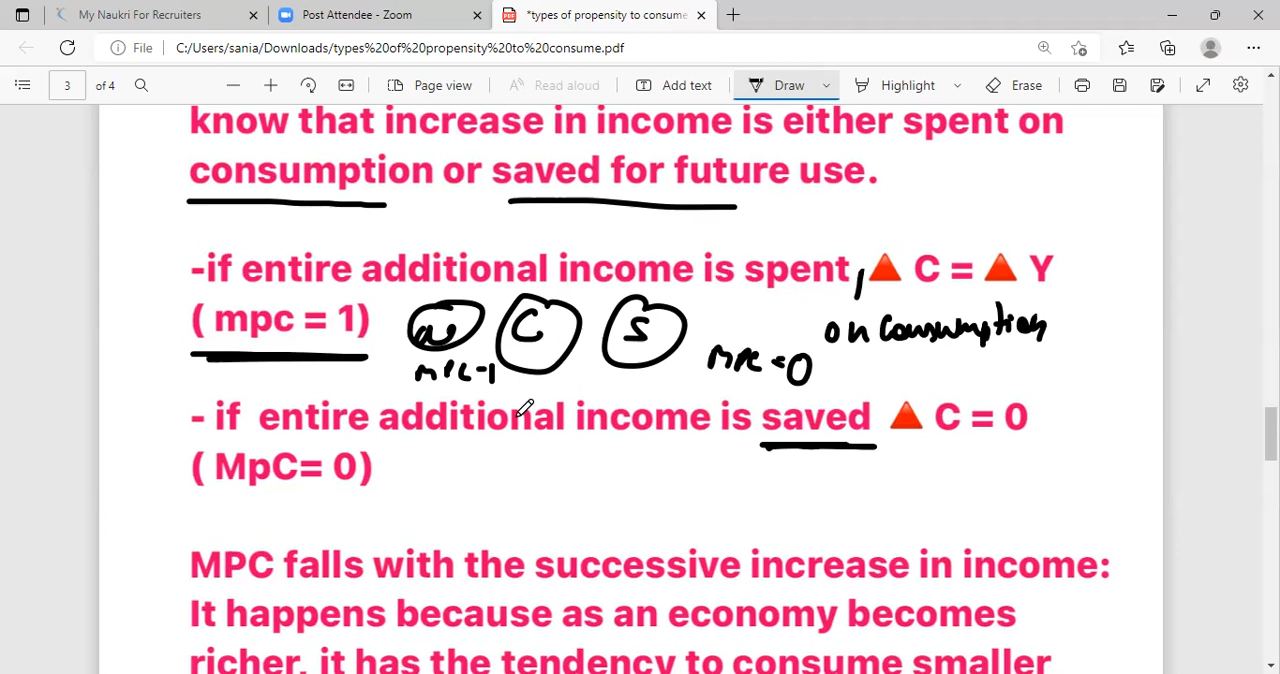 My Naukri For Recruiters
Post Attendee - Zoom
*types of propensity to consume
File C:/Users/sania/Downloads/types%20of%20propensity%20to%20consume.pdf
3 of 4 Page view Read aloud Add text Draw Highlight Erase
know that increase in income is either spent on
consumption or saved for future use.
-if entire additional income is spent, 🔺 C = 🔺 Y
( mpc = 1) C S on consumption
MPC-1 MPC = 0
- if entire additional income is saved 🔺 C = 0
( MpC= 0)
MPC falls with the successive increase in income:
It happens because as an economy becomes
richer, it has the tendency to consume smaller